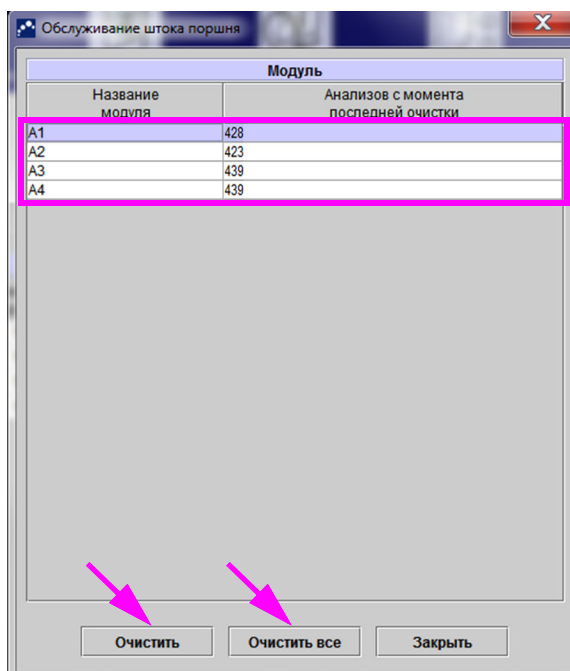 Обслуживание штока поршня
Модуль
Название модуля
Анализов с момента последней очистки
A1 428
A2 423
A3 439
A4 439
Очистить Очистить все Закрыть